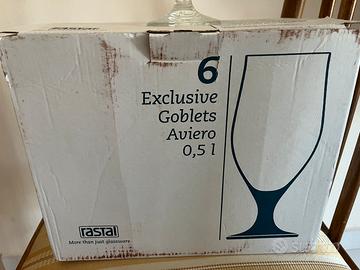 6
Exclusive
Goblets
Aviero
0,5 l
rastal
More than just glassware